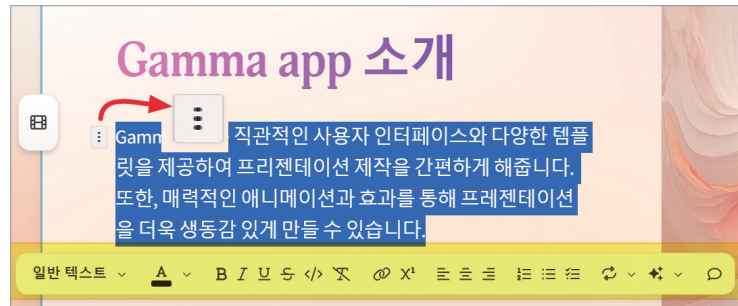 Gamma app 소개
Gamm 직관적인 사용자 인터페이스와 다양한 템플
릿을 제공하여 프리젠테이션 제작을 간편하게 해줍니다.
또한, 매력적인 애니메이션과 효과를 통해 프레젠테이션
을 더욱 생동감 있게 만들 수 있습니다.
일반 텍스트 A B I U S </> X X¹